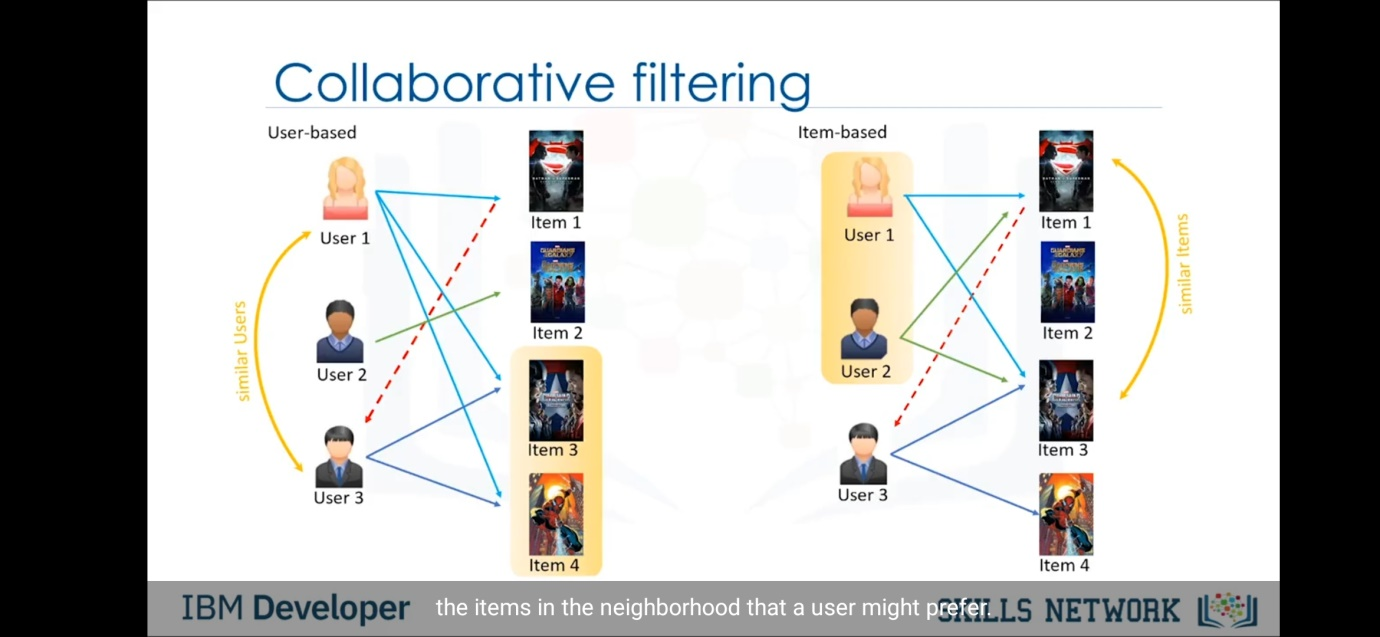 Collaborative filtering
User-based
User 1
User 2
User 3
similar Users
Item 1
Item 2
Item 3
Item 4
Item-based
User 1
User 2
User 3
Item 1
Item 2
Item 3
Item 4
similar Items
IBM Developer
the items in the neighborhood that a user might prefer.
SKILLS NETWORK